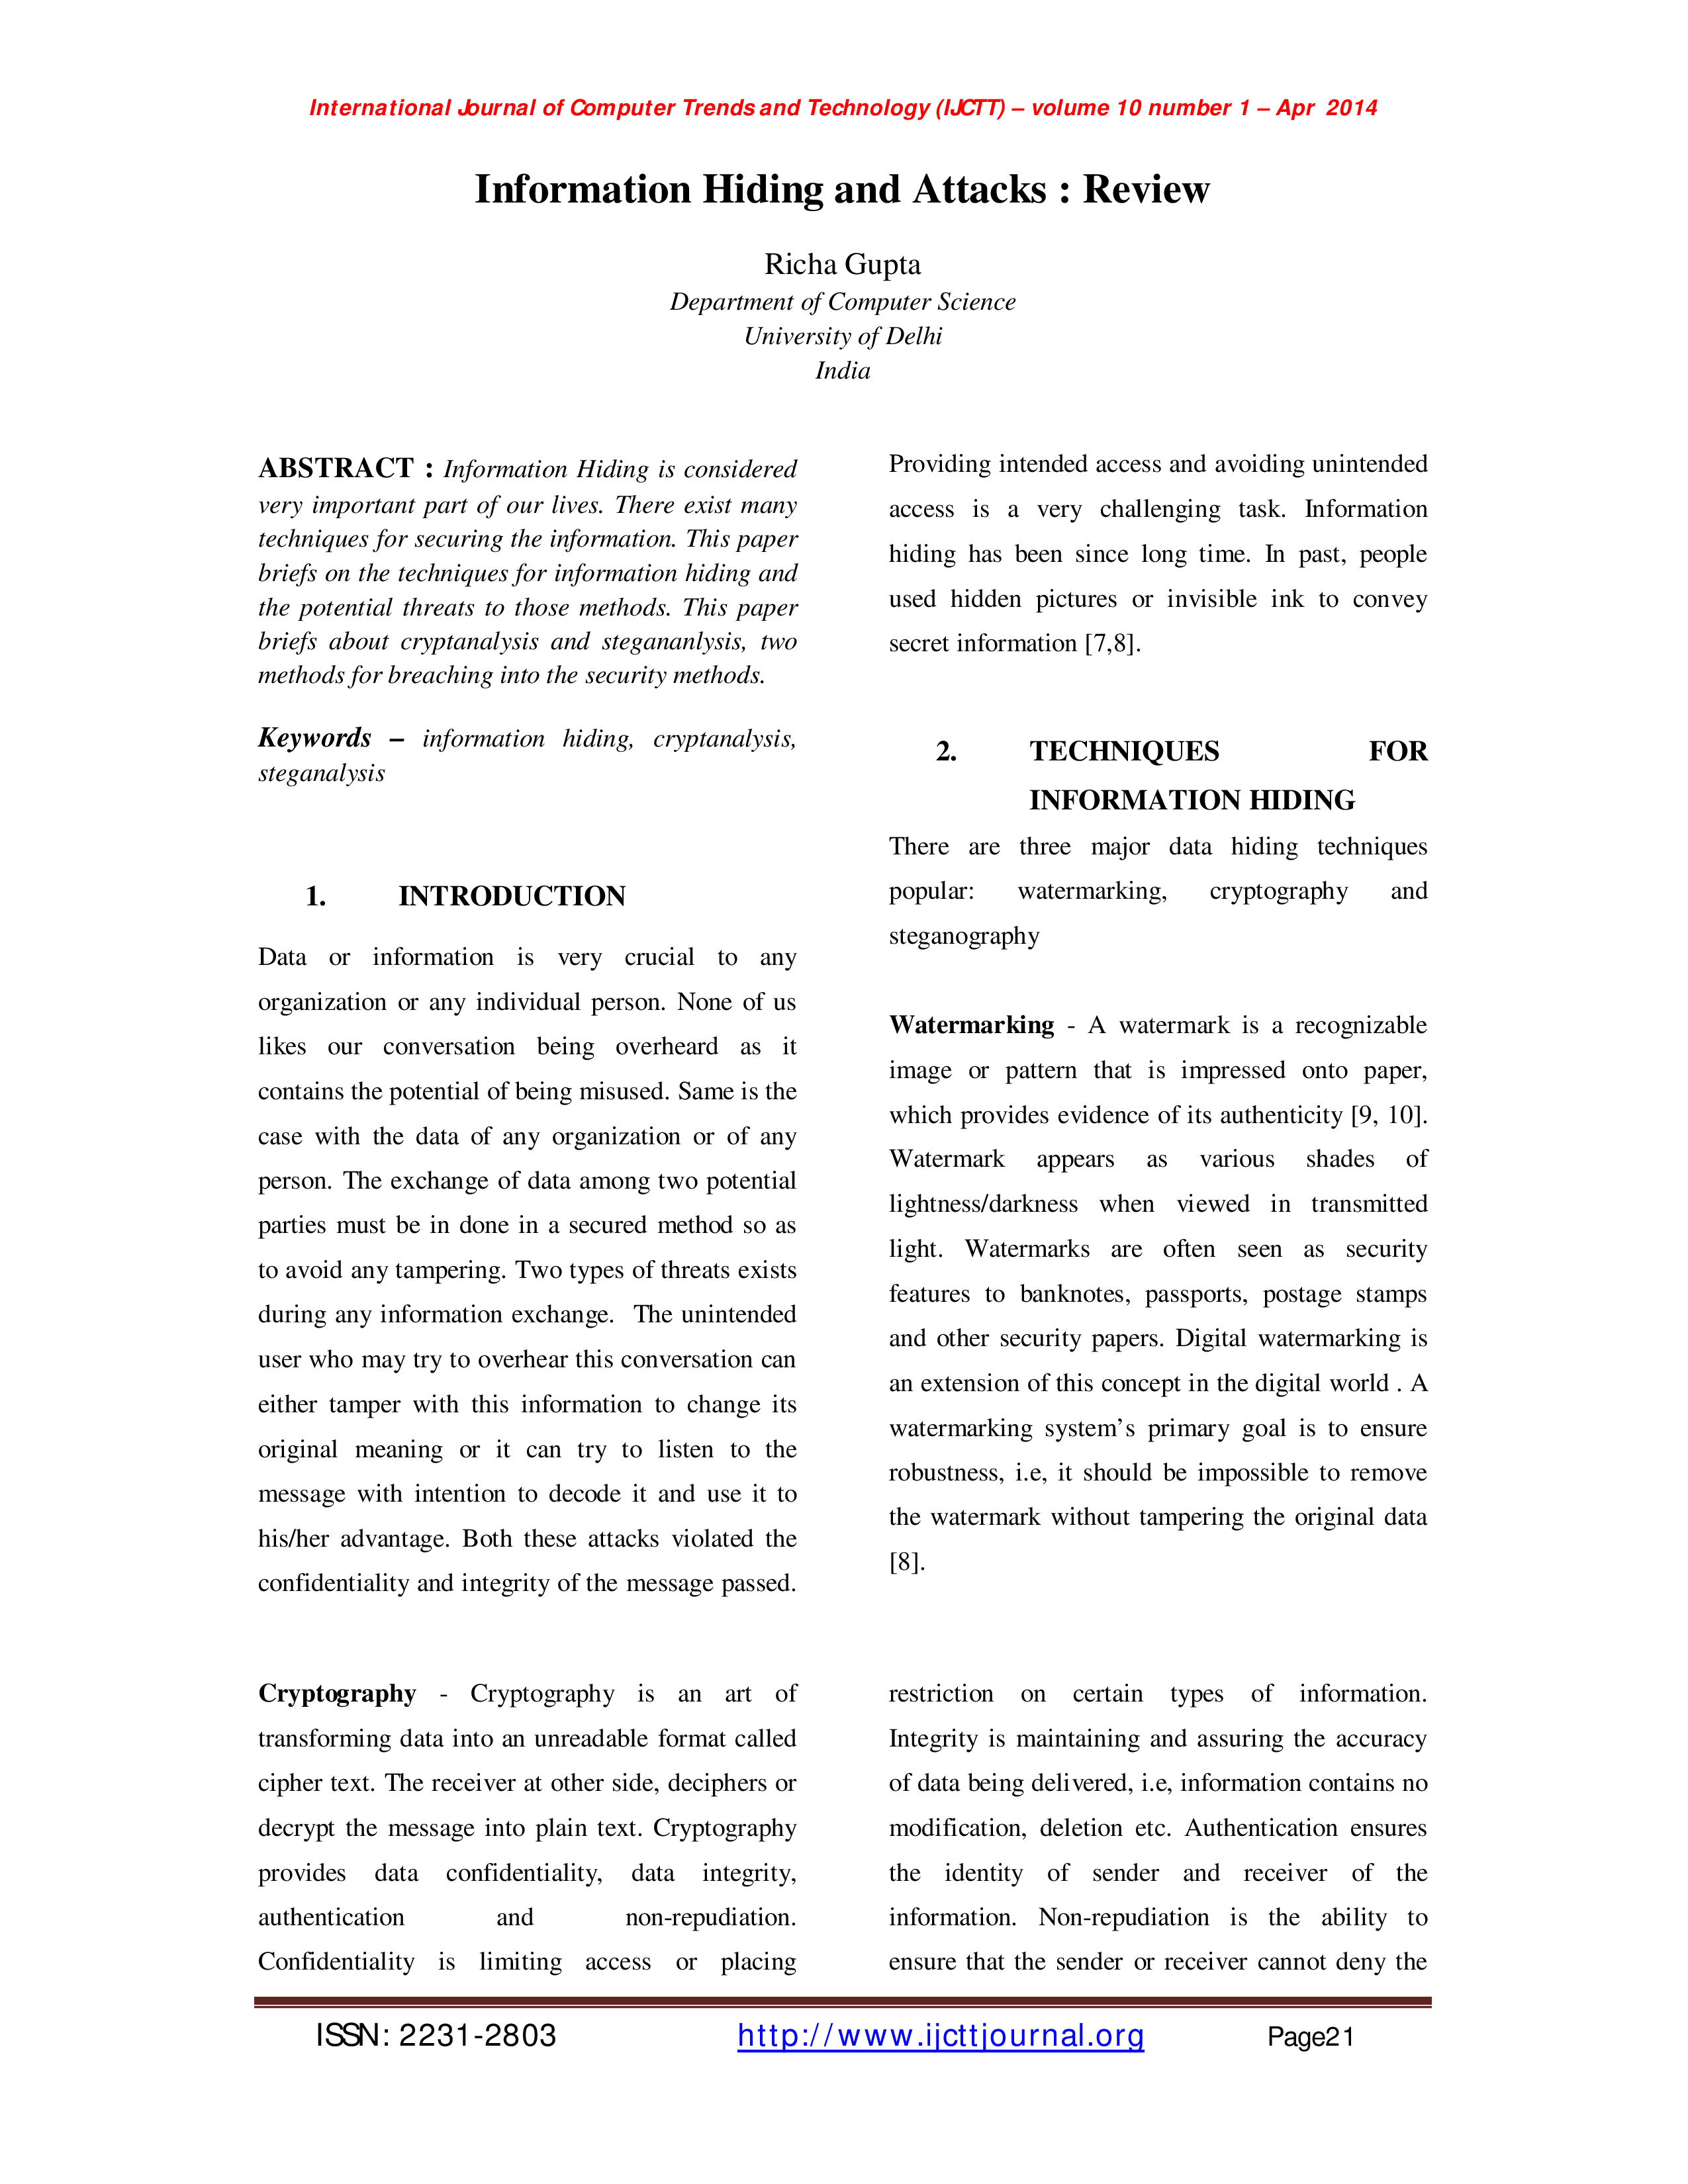 International Journal of Computer Trends and Technology (IJCTT) – volume 10 number 1 – Apr 2014
Information Hiding and Attacks : Review
Richa Gupta
Department of Computer Science
University of Delhi
India
ABSTRACT : Information Hiding is considered
very important part of our lives. There exist many
techniques for securing the information. This paper
briefs on the techniques for information hiding and
the potential threats to those methods. This paper
briefs about cryptanalysis and stegananlysis, two
methods for breaching into the security methods.
Keywords – information hiding, cryptanalysis,
steganalysis
1. INTRODUCTION
Data or information is very crucial to any
organization or any individual person. None of us
likes our conversation being overheard as it
contains the potential of being misused. Same is the
case with the data of any organization or of any
person. The exchange of data among two potential
parties must be in done in a secured method so as
to avoid any tampering. Two types of threats exists
during any information exchange. The unintended
user who may try to overhear this conversation can
either tamper with this information to change its
original meaning or it can try to listen to the
message with intention to decode it and use it to
his/her advantage. Both these attacks violated the
confidentiality and integrity of the message passed.
Providing intended access and avoiding unintended
access is a very challenging task. Information
hiding has been since long time. In past, people
used hidden pictures or invisible ink to convey
secret information [7,8].
2. TECHNIQUES FOR
INFORMATION HIDING
There are three major data hiding techniques
popular: watermarking, cryptography and
steganography
Watermarking - A watermark is a recognizable
image or pattern that is impressed onto paper,
which provides evidence of its authenticity [9, 10].
Watermark appears as various shades of
lightness/darkness when viewed in transmitted
light. Watermarks are often seen as security
features to banknotes, passports, postage stamps
and other security papers. Digital watermarking is
an extension of this concept in the digital world . A
watermarking system’s primary goal is to ensure
robustness, i.e, it should be impossible to remove
the watermark without tampering the original data
[8].
Cryptography - Cryptography is an art of
transforming data into an unreadable format called
cipher text. The receiver at other side, deciphers or
decrypt the message into plain text. Cryptography
provides data confidentiality, data integrity,
authentication and non-repudiation.
Confidentiality is limiting access or placing
restriction on certain types of information.
Integrity is maintaining and assuring the accuracy
of data being delivered, i.e, information contains no
modification, deletion etc. Authentication ensures
the identity of sender and receiver of the
information. Non-repudiation is the ability to
ensure that the sender or receiver cannot deny the
ISSN: 2231-2803 http://www.ijcttjournal.org Page21